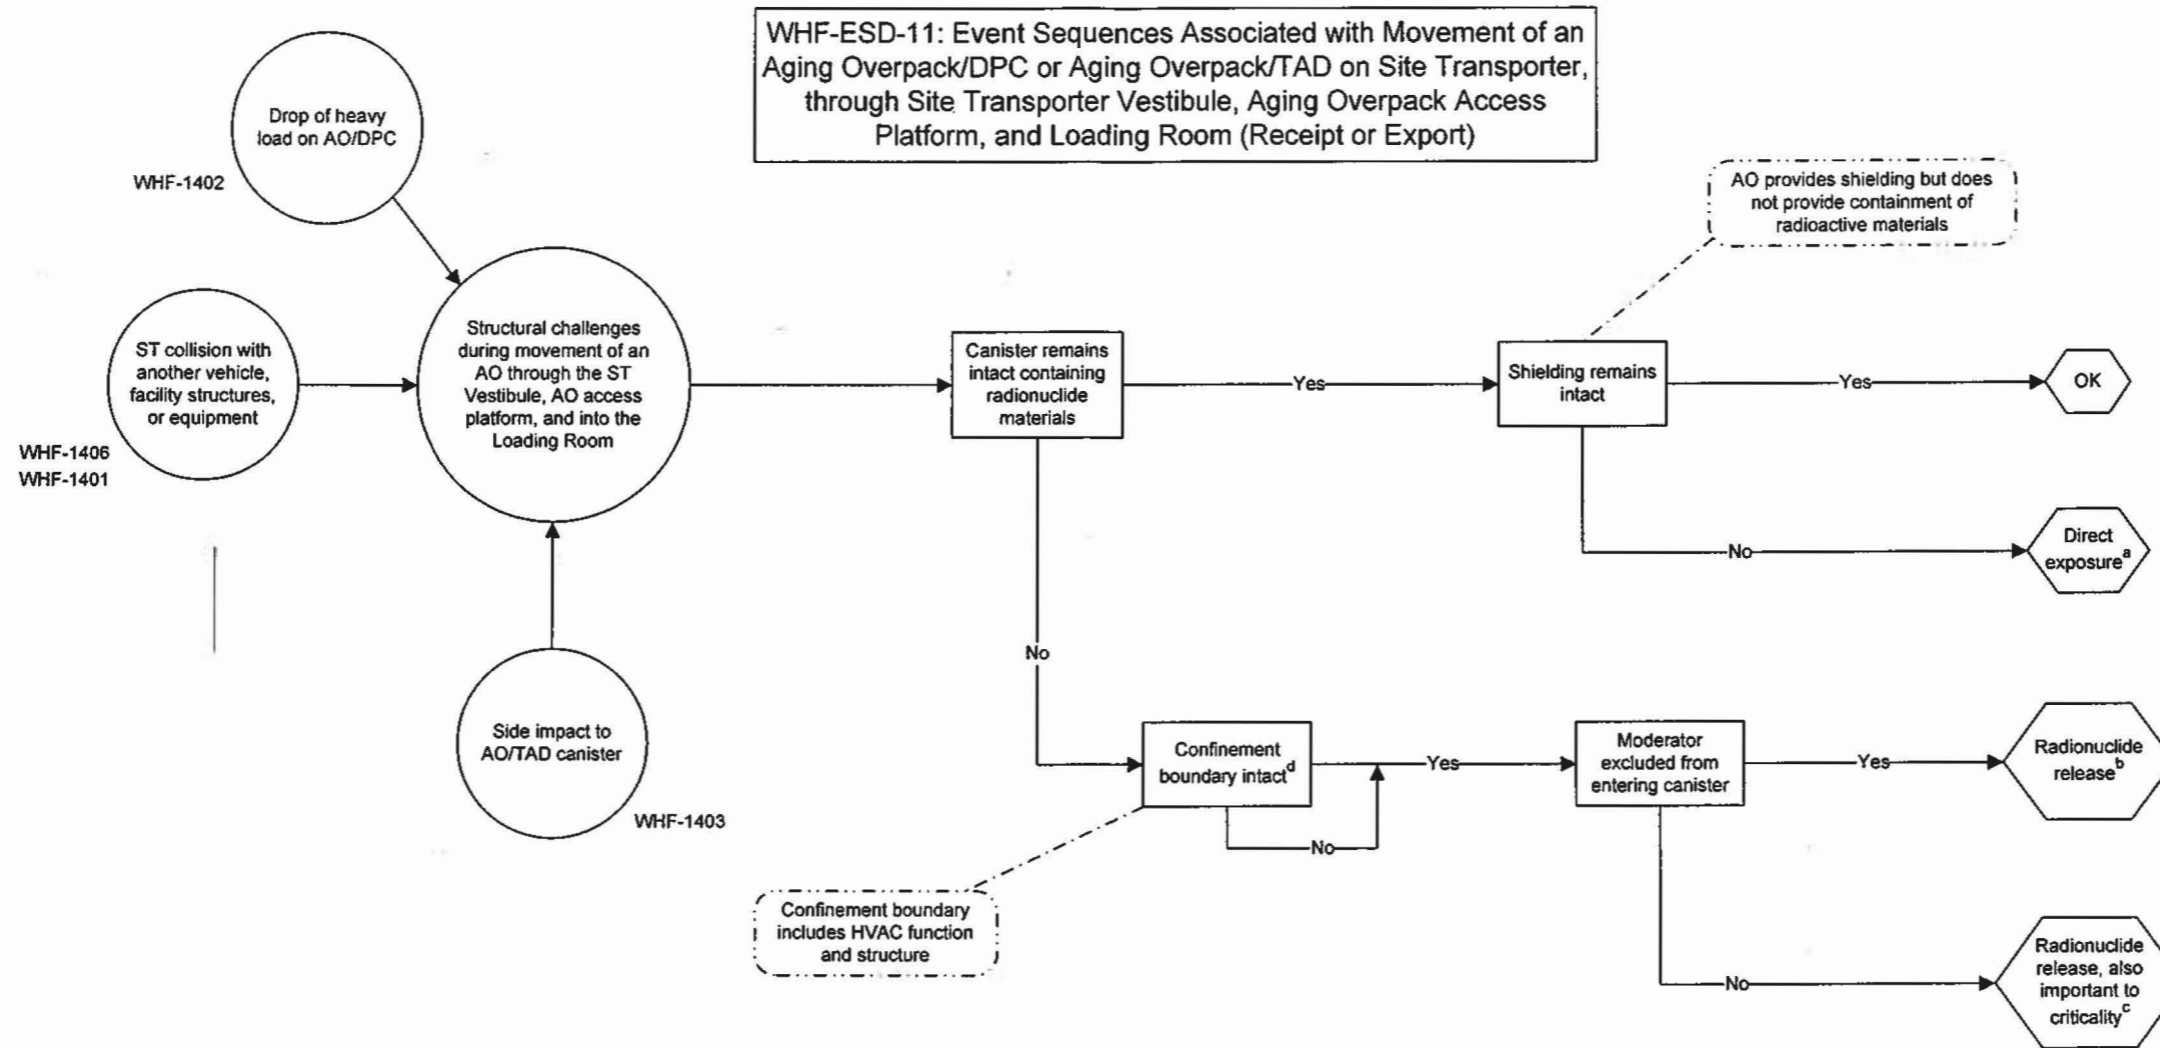 WHF-ESD-11: Event Sequences Associated with Movement of an
Aging Overpack/DPC or Aging Overpack/TAD on Site Transporter,
through Site Transporter Vestibule, Aging Overpack Access
Platform, and Loading Room (Receipt or Export)
Drop of heavy
load on AO/DPC
WHF-1402
ST collision with
another vehicle,
facility structures,
or equipment
WHF-1406
WHF-1401
Structural challenges
during movement of an
AO through the ST
Vestibule, AO access
platform, and into the
Loading Room
Side impact to
AO/TAD canister
WHF-1403
Canister remains
intact containing
radionuclide
materials
Yes
AO provides shielding but does
not provide containment of
radioactive materials
Shielding remains
intact
Yes
OK
No
Direct
exposure^a
No
Confinement
boundary intact^d
Yes
No
Confinement boundary
includes HVAC function
and structure
Moderator
excluded from
entering canister
Yes
Radionuclide
release^b
No
Radionuclide
release, also
important to
criticality^c